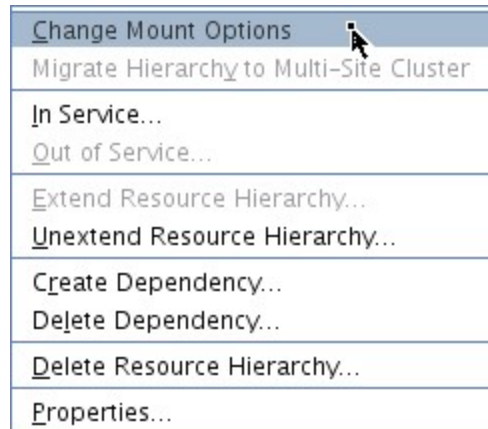 Change Mount Options
Migrate Hierarchy to Multi-Site Cluster
In Service...
Out of Service...
Extend Resource Hierarchy...
Unextend Resource Hierarchy...
Create Dependency...
Delete Dependency...
Delete Resource Hierarchy...
Properties...